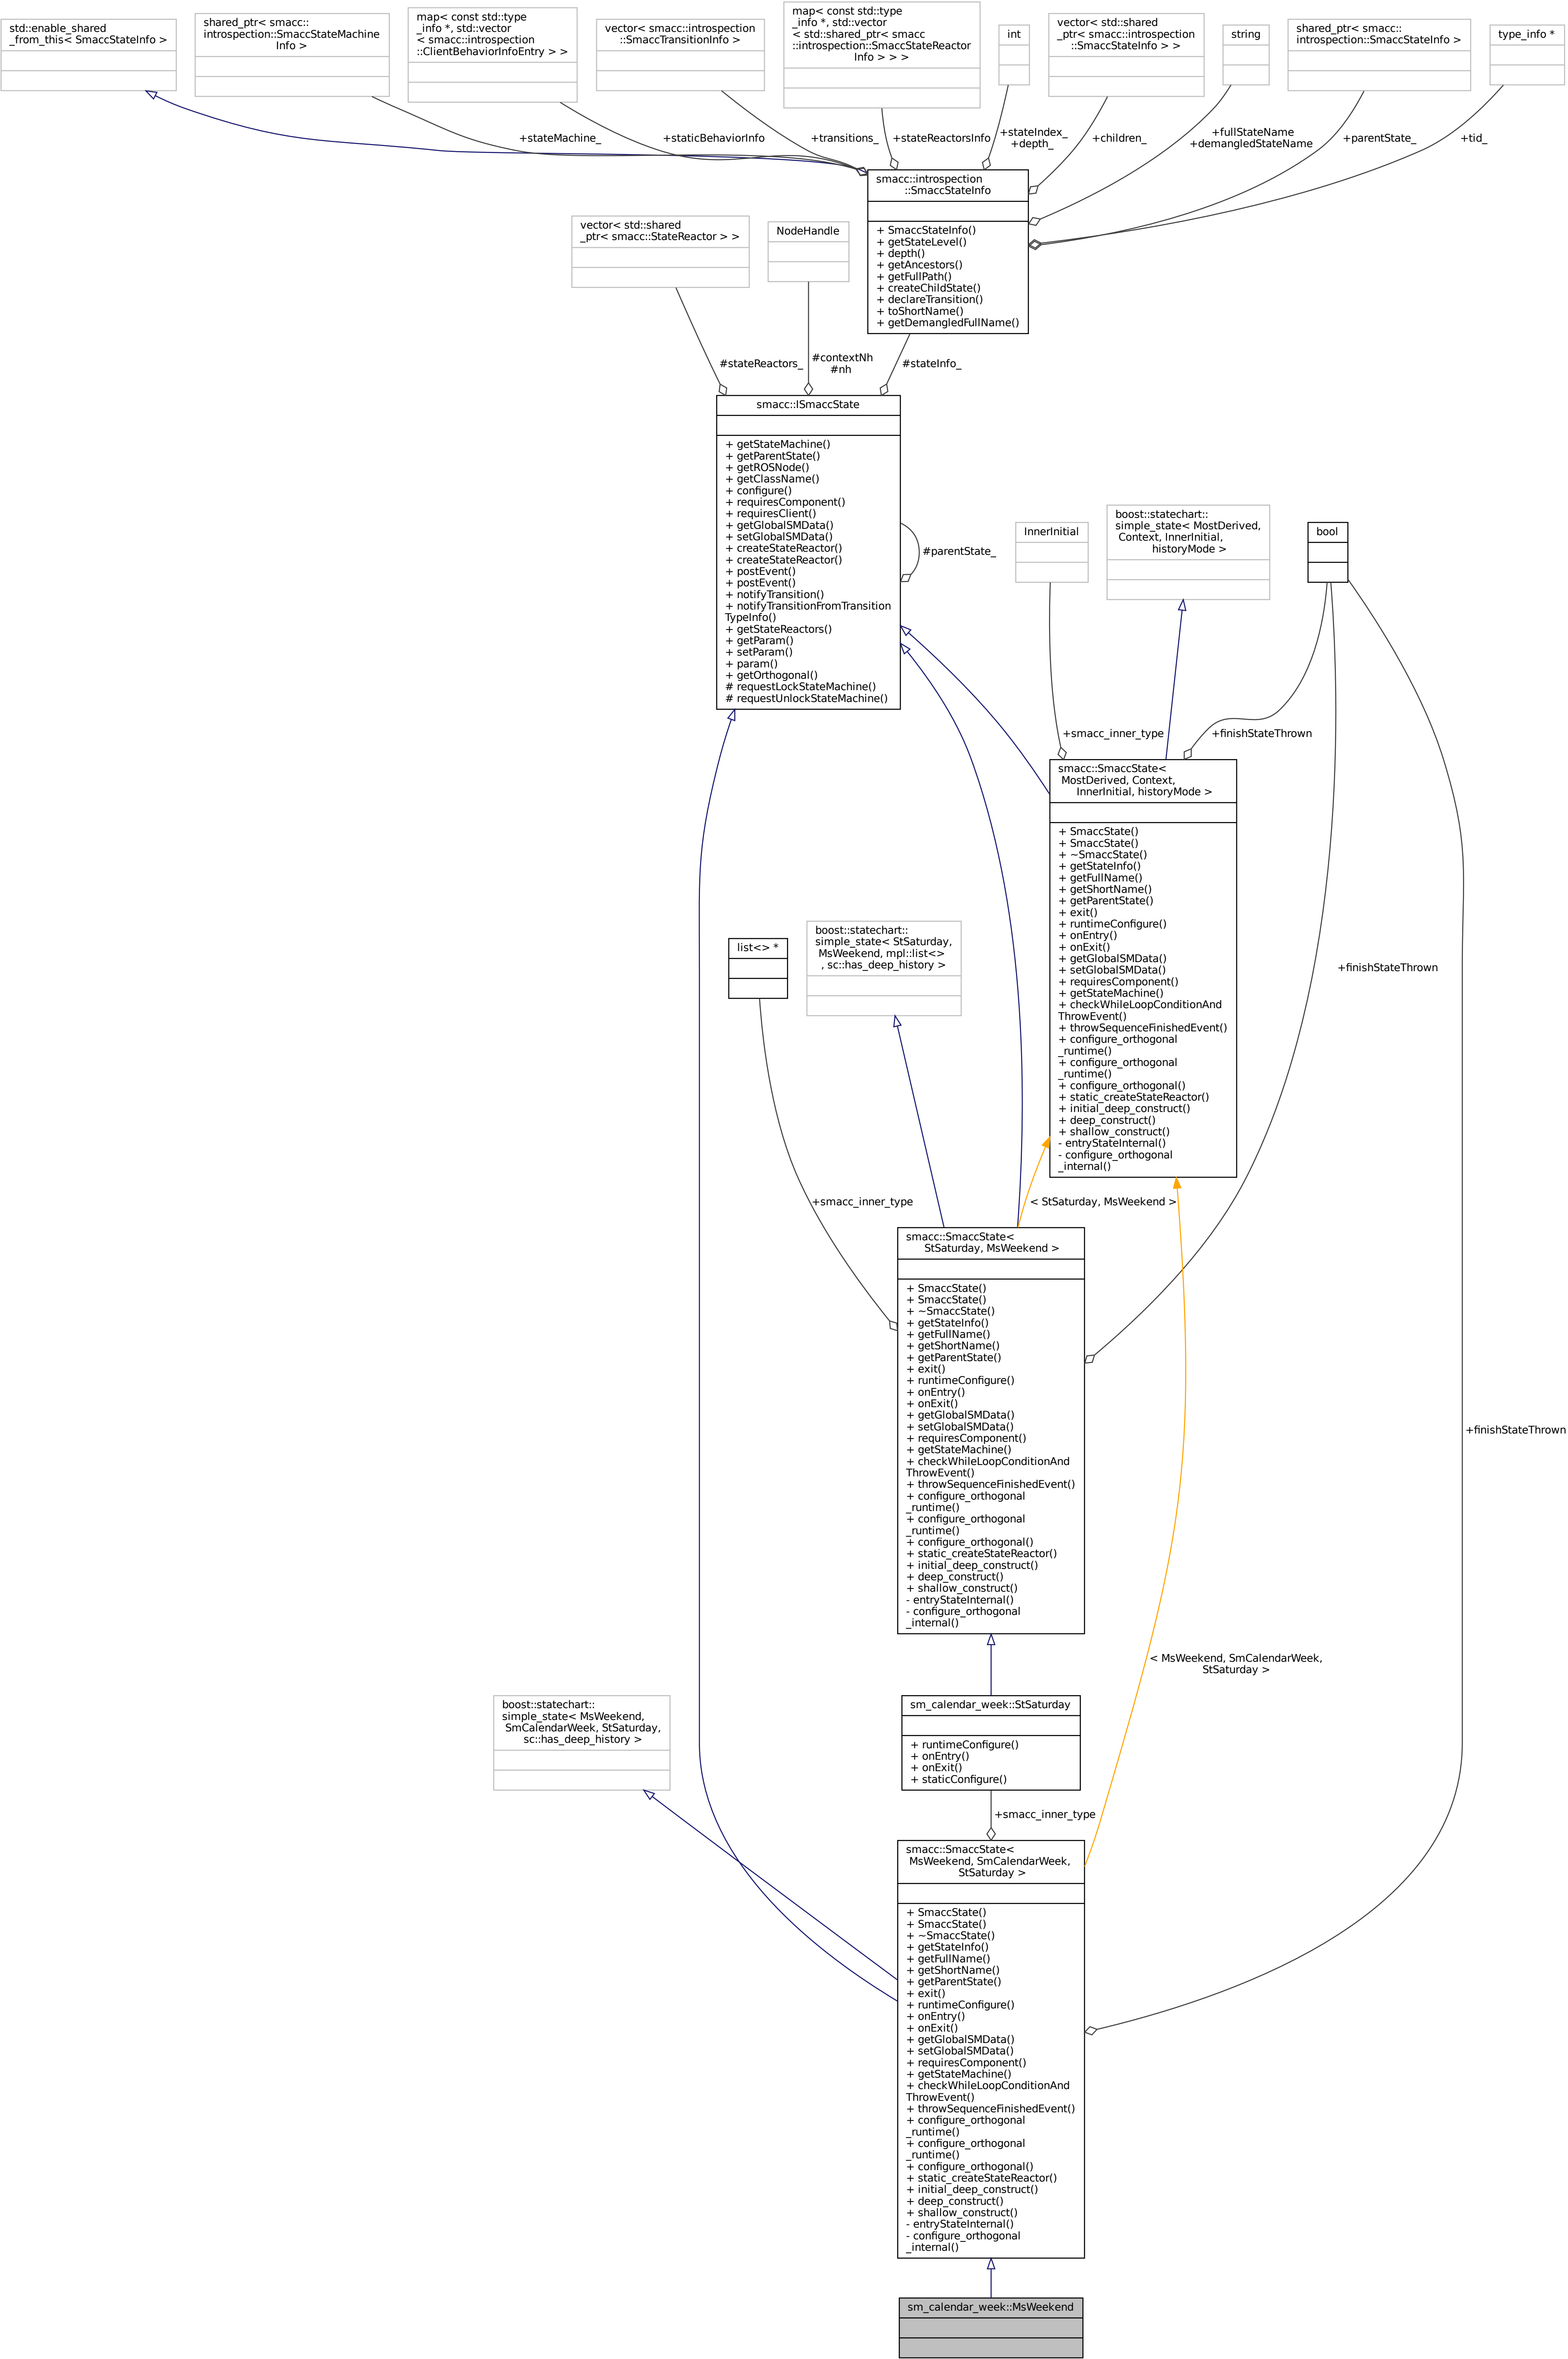 std::enable_shared
_from_this< SmaccStateInfo >
shared_ptr< smacc::
introspection::SmaccStateMachine
Info >
map< const std::type
_info *, std::vector
< smacc::introspection
::ClientBehaviorInfoEntry > >
vector< smacc::introspection
::SmaccTransitionInfo >
map< const std::type
_info *, std::vector
< std::shared_ptr< smacc
::introspection::SmaccStateReactor
Info > > >
int
vector< std::shared
_ptr< smacc::introspection
::SmaccStateInfo > >
string
shared_ptr< smacc::
introspection::SmaccStateInfo >
type_info *
+stateMachine_
+staticBehaviorInfo
+transitions_
+stateReactorsInfo
+stateIndex_
+depth_
+children_
+fullStateName
+demangledStateName
+parentState_
+tid_
smacc::introspection
::SmaccStateInfo
+ SmaccStateInfo()
+ getStateLevel()
+ depth()
+ getAncestors()
+ getFullPath()
+ createChildState()
+ declareTransition()
+ toShortName()
+ getDemangledFullName()
vector< std::shared
_ptr< smacc::StateReactor > >
NodeHandle
#stateReactors_
#contextNh
#nh
#stateInfo_
smacc::ISmaccState
+ getStateMachine()
+ getParentState()
+ getROSNode()
+ getClassName()
+ configure()
+ requiresComponent()
+ requiresClient()
+ getGlobalSMData()
+ setGlobalSMData()
+ createStateReactor()
+ createStateReactor()
+ postEvent()
+ postEvent()
+ notifyTransition()
+ notifyTransitionFromTransition
TypeInfo()
+ getStateReactors()
+ getParam()
+ setParam()
+ param()
+ getOrthogonal()
# requestLockStateMachine()
# requestUnlockStateMachine()
#parentState_
InnerInitial
boost::statechart::
simple_state< MostDerived,
Context, InnerInitial,
historyMode >
bool
+smacc_inner_type
+finishStateThrown
smacc::SmaccState<
MostDerived, Context,
InnerInitial, historyMode >
+ SmaccState()
+ SmaccState()
+ ~SmaccState()
+ getStateInfo()
+ getFullName()
+ getShortName()
+ getParentState()
+ exit()
+ runtimeConfigure()
+ onEntry()
+ onExit()
+ getGlobalSMData()
+ setGlobalSMData()
+ requiresComponent()
+ getStateMachine()
+ checkWhileLoopConditionAnd
ThrowEvent()
+ throwSequenceFinishedEvent()
+ configure_orthogonal
_runtime()
+ configure_orthogonal
_runtime()
+ configure_orthogonal()
+ static_createStateReactor()
+ initial_deep_construct()
+ deep_construct()
+ shallow_construct()
- entryStateInternal()
- configure_orthogonal
_internal()
list<> *
boost::statechart::
simple_state< StSaturday,
MsWeekend, mpl::list<>
, sc::has_deep_history >
+finishStateThrown
+smacc_inner_type
< StSaturday, MsWeekend >
smacc::SmaccState<
StSaturday, MsWeekend >
+ SmaccState()
+ SmaccState()
+ ~SmaccState()
+ getStateInfo()
+ getFullName()
+ getShortName()
+ getParentState()
+ exit()
+ runtimeConfigure()
+ onEntry()
+ onExit()
+ getGlobalSMData()
+ setGlobalSMData()
+ requiresComponent()
+ getStateMachine()
+ checkWhileLoopConditionAnd
ThrowEvent()
+ throwSequenceFinishedEvent()
+ configure_orthogonal
_runtime()
+ configure_orthogonal
_runtime()
+ configure_orthogonal()
+ static_createStateReactor()
+ initial_deep_construct()
+ deep_construct()
+ shallow_construct()
- entryStateInternal()
- configure_orthogonal
_internal()
+finishStateThrown
< MsWeekend, SmCalendarWeek,
StSaturday >
boost::statechart::
simple_state< MsWeekend,
SmCalendarWeek, StSaturday,
sc::has_deep_history >
sm_calendar_week::StSaturday
+ runtimeConfigure()
+ onEntry()
+ onExit()
+ staticConfigure()
+smacc_inner_type
smacc::SmaccState<
MsWeekend, SmCalendarWeek,
StSaturday >
+ SmaccState()
+ SmaccState()
+ ~SmaccState()
+ getStateInfo()
+ getFullName()
+ getShortName()
+ getParentState()
+ exit()
+ runtimeConfigure()
+ onEntry()
+ onExit()
+ getGlobalSMData()
+ setGlobalSMData()
+ requiresComponent()
+ getStateMachine()
+ checkWhileLoopConditionAnd
ThrowEvent()
+ throwSequenceFinishedEvent()
+ configure_orthogonal
_runtime()
+ configure_orthogonal
_runtime()
+ configure_orthogonal()
+ static_createStateReactor()
+ initial_deep_construct()
+ deep_construct()
+ shallow_construct()
- entryStateInternal()
- configure_orthogonal
_internal()
sm_calendar_week::MsWeekend